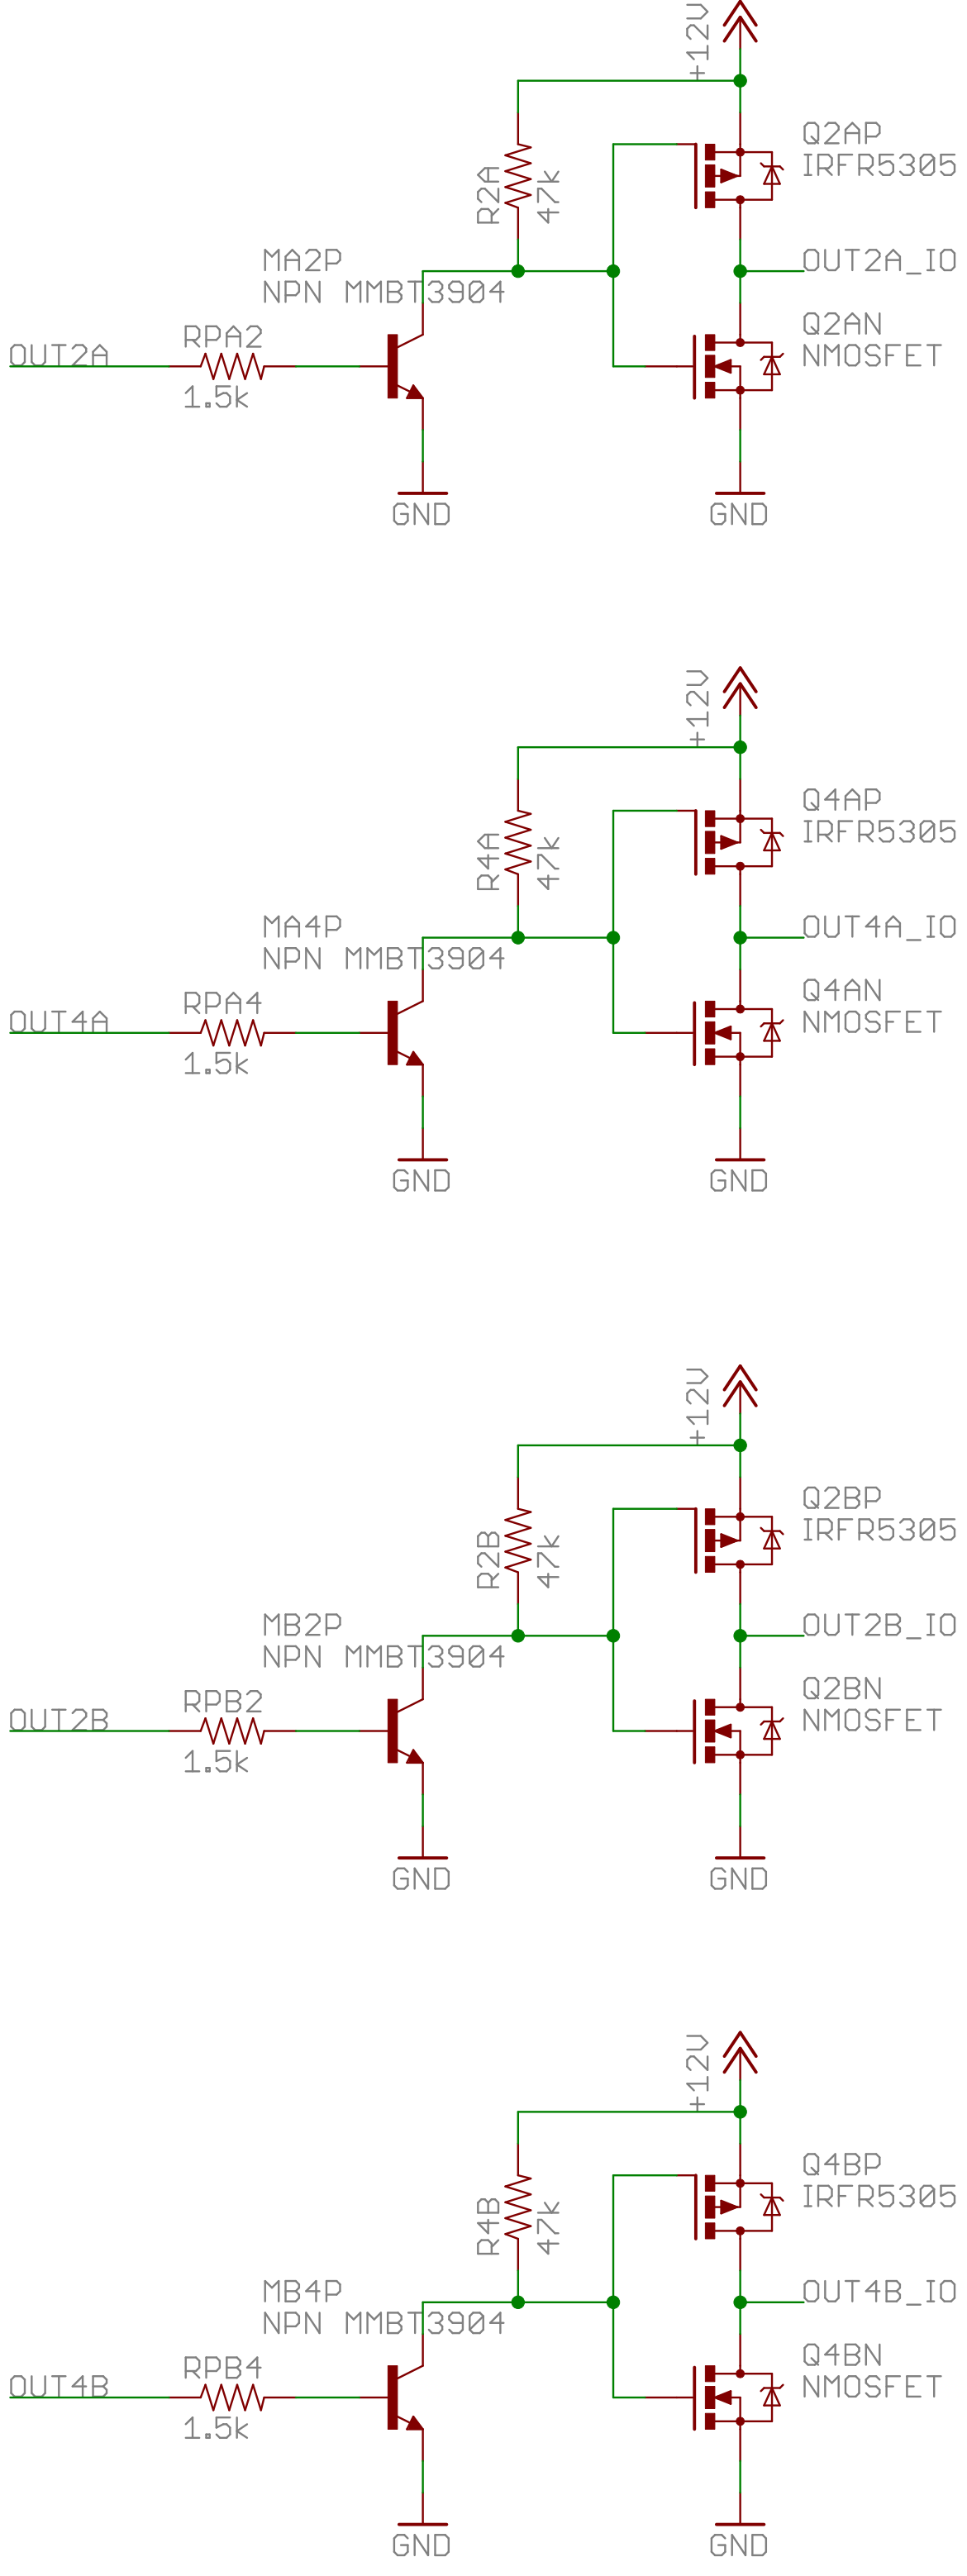 +12V
Q2AP
IRFR5305
R2A
47k
MA2P
NPN MMBT3904
OUT2A_IO
Q2AN
NMOSFET
OUT2A
RPA2
1.5k
GND
GND
+12V
Q4AP
IRFR5305
R4A
47k
MA4P
NPN MMBT3904
OUT4A_IO
Q4AN
NMOSFET
OUT4A
RPA4
1.5k
GND
GND
+12V
Q2BP
IRFR5305
R2B
47k
MB2P
NPN MMBT3904
OUT2B_IO
Q2BN
NMOSFET
OUT2B
RPB2
1.5k
GND
GND
+12V
Q4BP
IRFR5305
R4B
47k
MB4P
NPN MMBT3904
OUT4B_IO
Q4BN
NMOSFET
OUT4B
RPB4
1.5k
GND
GND